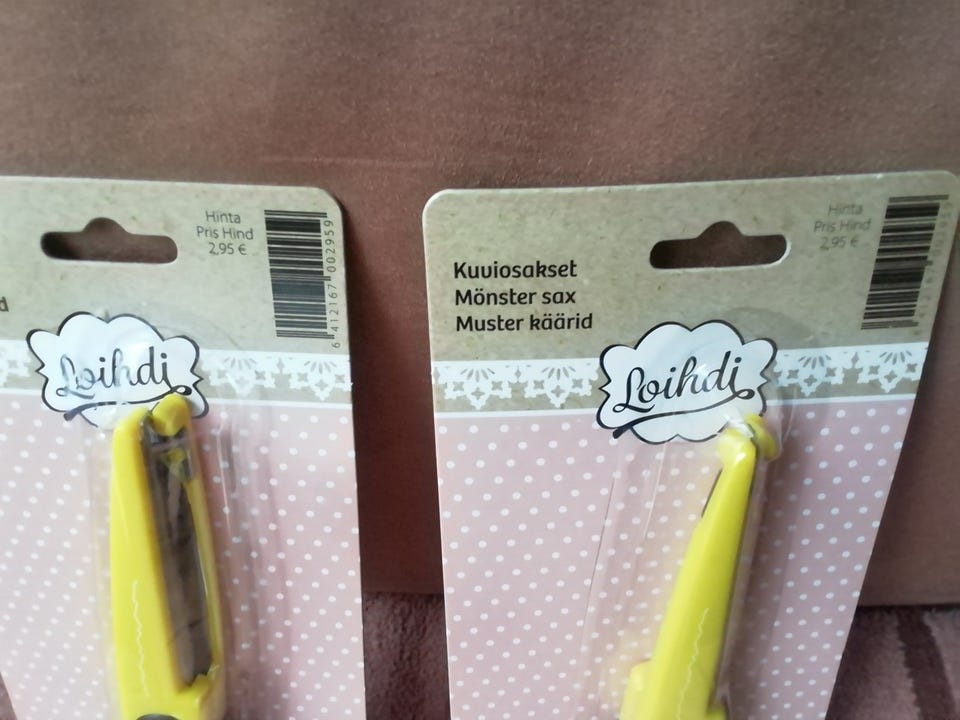 Hinta
Pris Hind
2,95 €
6 412167 002959
d
Loihdi
Hinta
Pris Hind
2,95 €
Kuviosakset
Mönster sax
Muster käärid
Loihdi